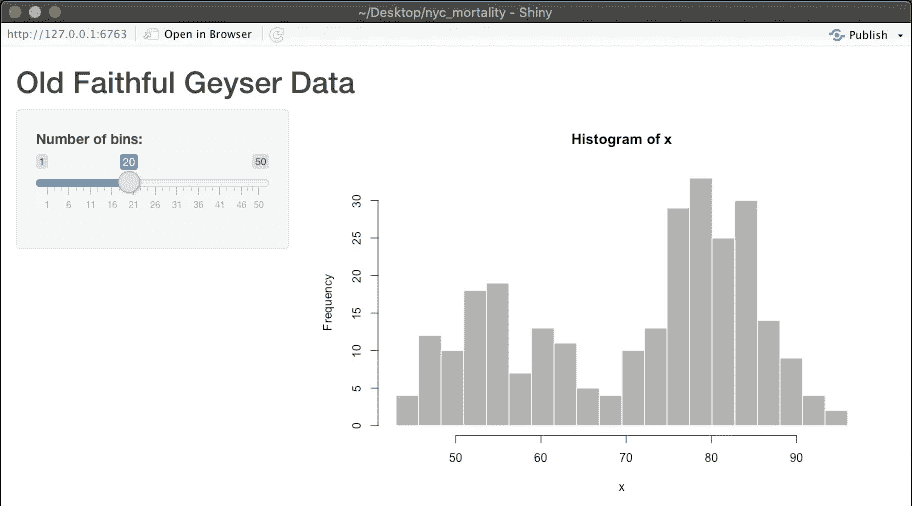 ~/Desktop/nyc_mortality - Shiny
http://127.0.0.1:6763 Open in Browser Publish
Old Faithful Geyser Data
Number of bins:
1 20 50
1 6 11 16 21 26 31 36 41 46 50
Histogram of x
Frequency
30
25
20
15
10
5
0
50 60 70 80 90
x